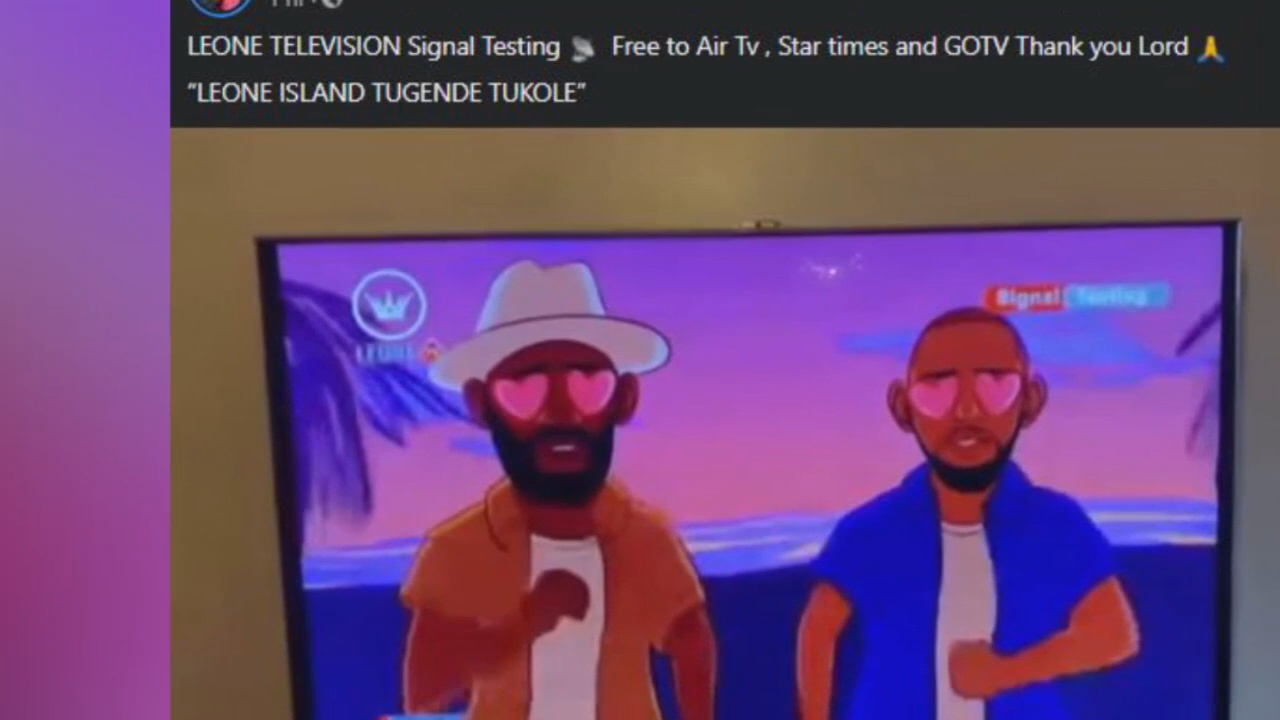 LEONE TELEVISION Signal Testing 📡 Free to Air Tv , Star times and GOTV Thank you Lord 🙏
"LEONE ISLAND TUGENDE TUKOLE"
Signal Testing
LEONE